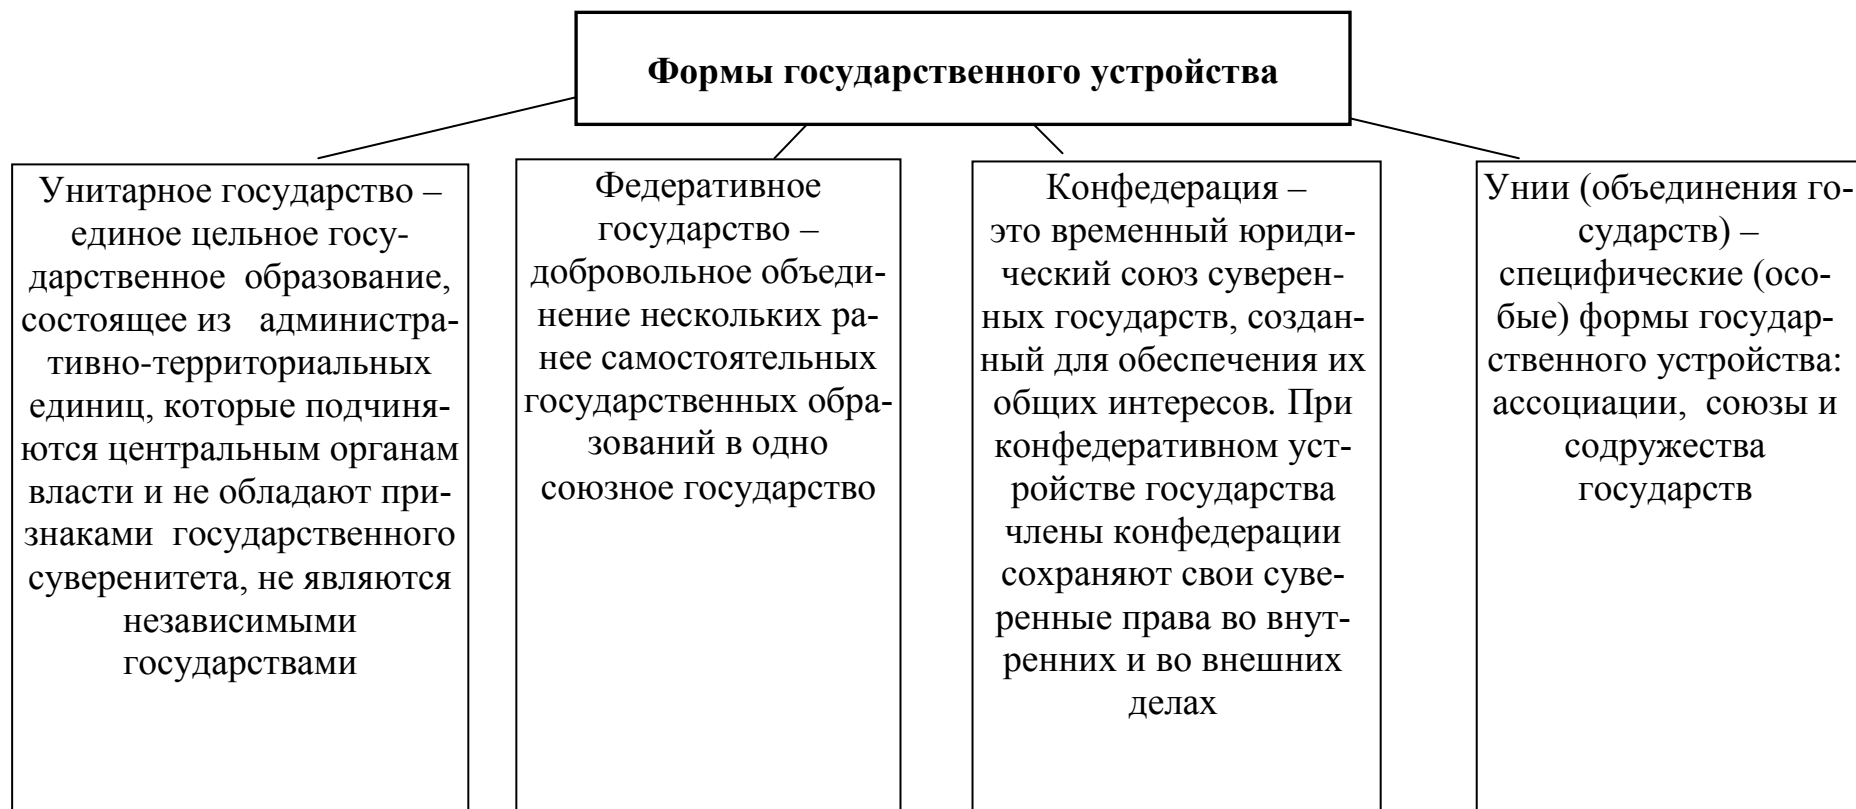 Формы государственного устройства
Унитарное государство –
единое цельное госу-
дарственное образование,
состоящее из администра-
тивно-территориальных
единиц, которые подчиня-
ются центральным органам
власти и не обладают при-
знаками государственного
суверенитета, не являются
независимыми
государствами
Федеративное
государство –
добровольное объеди-
нение нескольких ра-
нее самостоятельных
государственных обра-
зований в одно
союзное государство
Конфедерация –
это временный юриди-
ческий союз суверен-
ных государств, создан-
ный для обеспечения их
общих интересов. При
конфедеративном уст-
ройстве государства
члены конфедерации
сохраняют свои суве-
ренные права во внут-
ренних и во внешних
делах
Унии (объединения го-
сударств) –
специфические (осо-
бые) формы государ-
ственного устройства:
ассоциации, союзы и
содружества
государств